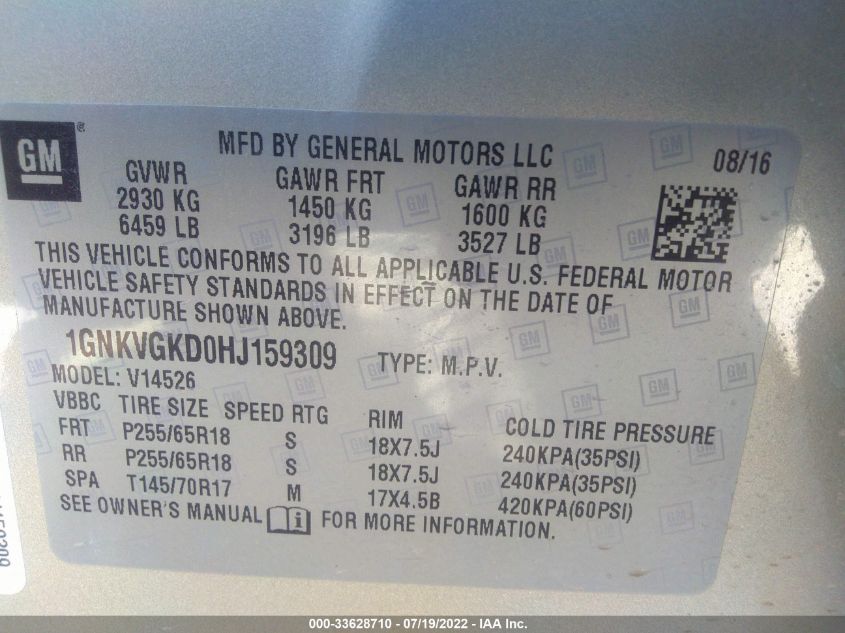 GM
MFD BY GENERAL MOTORS LLC 08/16
GVWR GAWR FRT GAWR RR
2930 KG 1450 KG 1600 KG
6459 LB 3196 LB 3527 LB
THIS VEHICLE CONFORMS TO ALL APPLICABLE U.S. FEDERAL MOTOR
VEHICLE SAFETY STANDARDS IN EFFECT ON THE DATE OF
MANUFACTURE SHOWN ABOVE.
1GNKVGKD0HJ159309 TYPE: M.P.V.
MODEL: V14526
VBBC TIRE SIZE SPEED RTG RIM COLD TIRE PRESSURE
FRT P255/65R18 S 18X7.5J 240KPA(35PSI)
RR P255/65R18 S 18X7.5J 240KPA(35PSI)
SPA T145/70R17 M 17X4.5B 420KPA(60PSI)
SEE OWNER'S MANUAL FOR MORE INFORMATION.
000-33628710 - 07/19/2022 - IAA Inc.